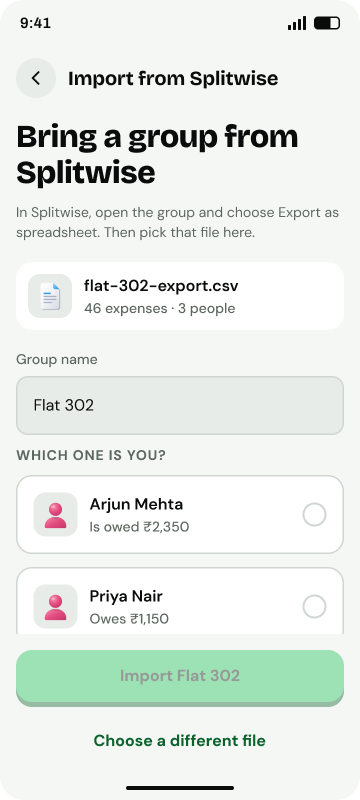 9:41
Import from Splitwise
Bring a group from
Splitwise
In Splitwise, open the group and choose Export as
spreadsheet. Then pick that file here.
flat-302-export.csv
46 expenses · 3 people
Group name
Flat 302
WHICH ONE IS YOU?
Arjun Mehta
Is owed ₹2,350
Priya Nair
Owes ₹1,150
Import Flat 302
Choose a different file